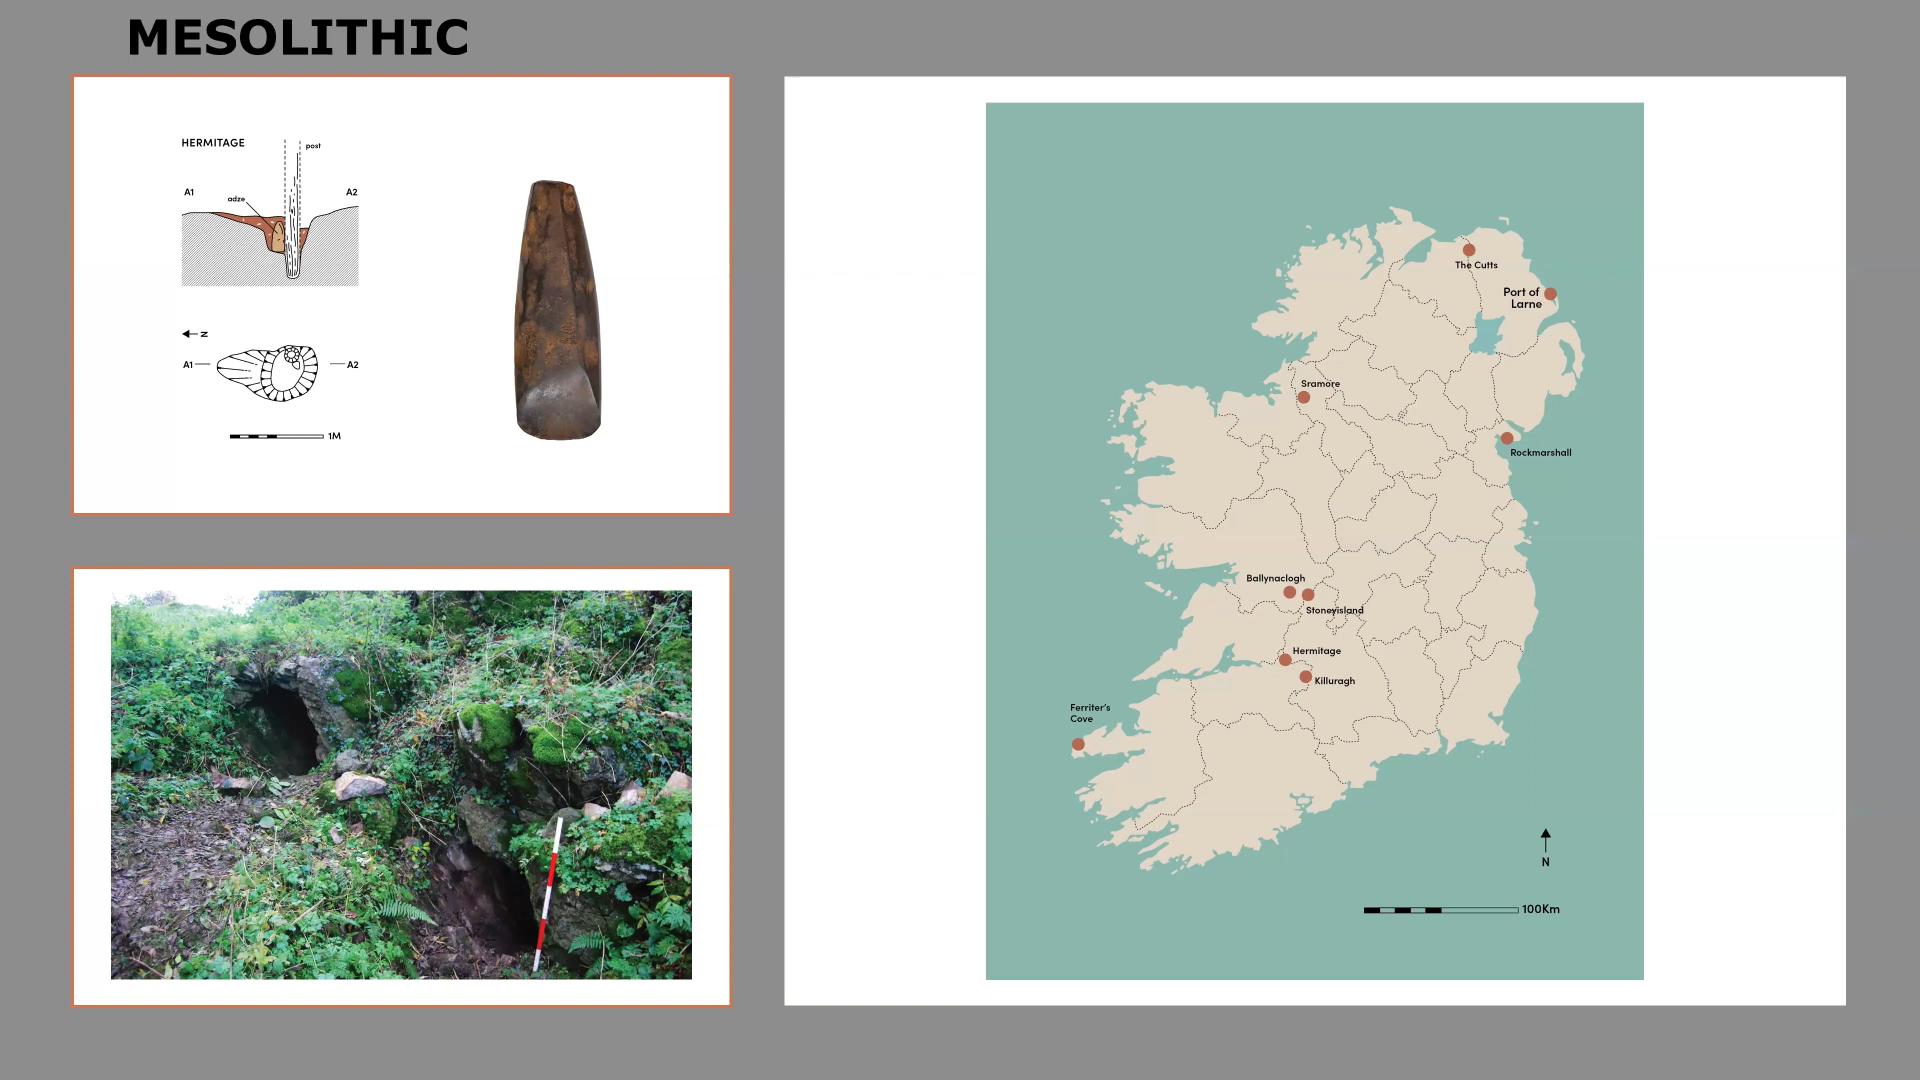 MESOLITHIC
HERMITAGE
post
A1
A2
adze
N
A1
A2
1M
The Cutts
Port of
Larne
Sramore
Rockmarshall
Ballynaclogh
Stoneyisland
Hermitage
Killuragh
Ferriter's
Cove
N
100Km